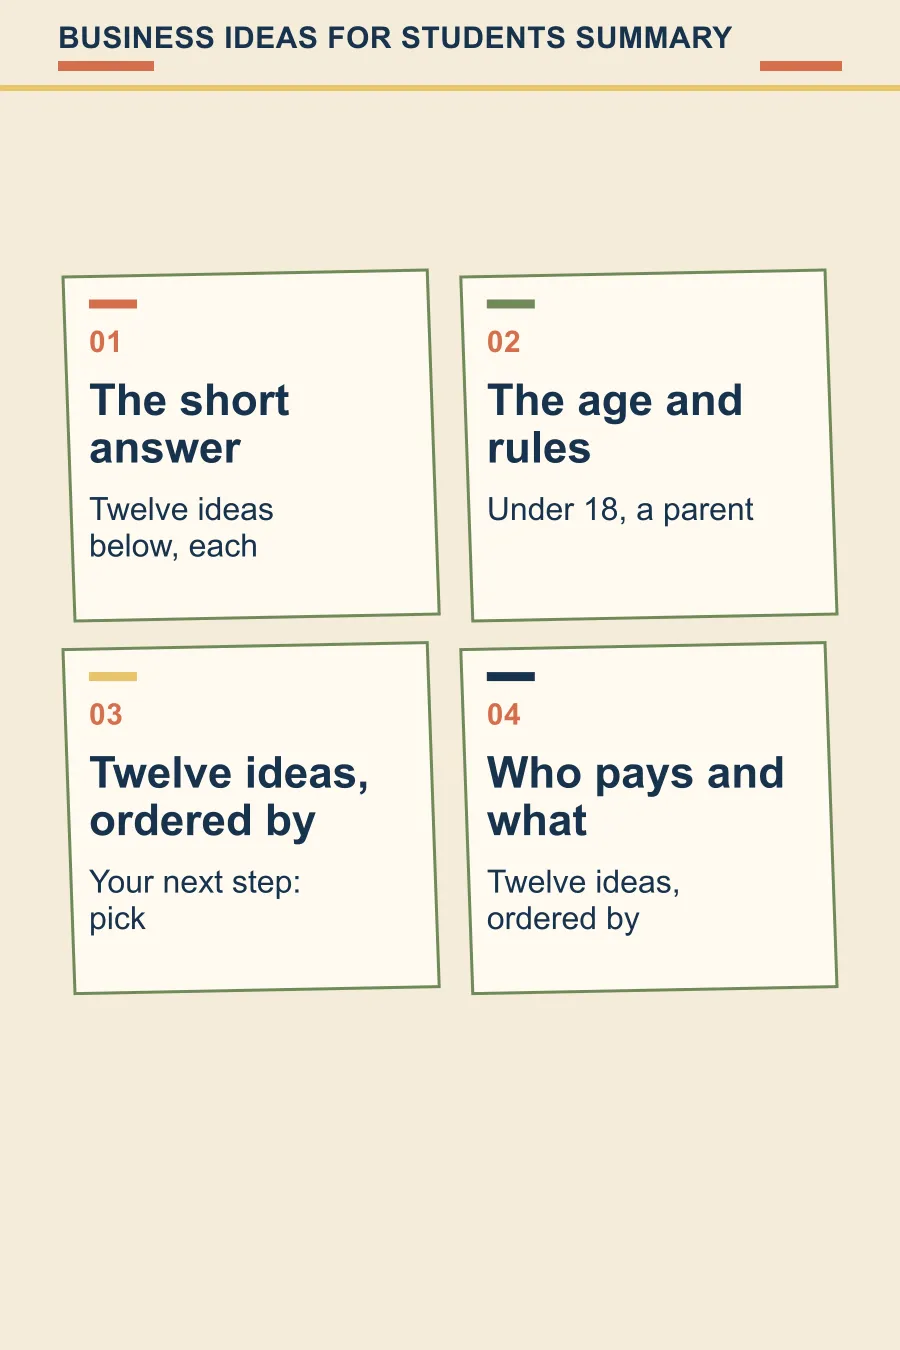 BUSINESS IDEAS FOR STUDENTS SUMMARY
01
The short
answer
Twelve ideas
below, each
02
The age and
rules
Under 18, a parent
03
Twelve ideas,
ordered by
Your next step:
pick
04
Who pays and
what
Twelve ideas,
ordered by